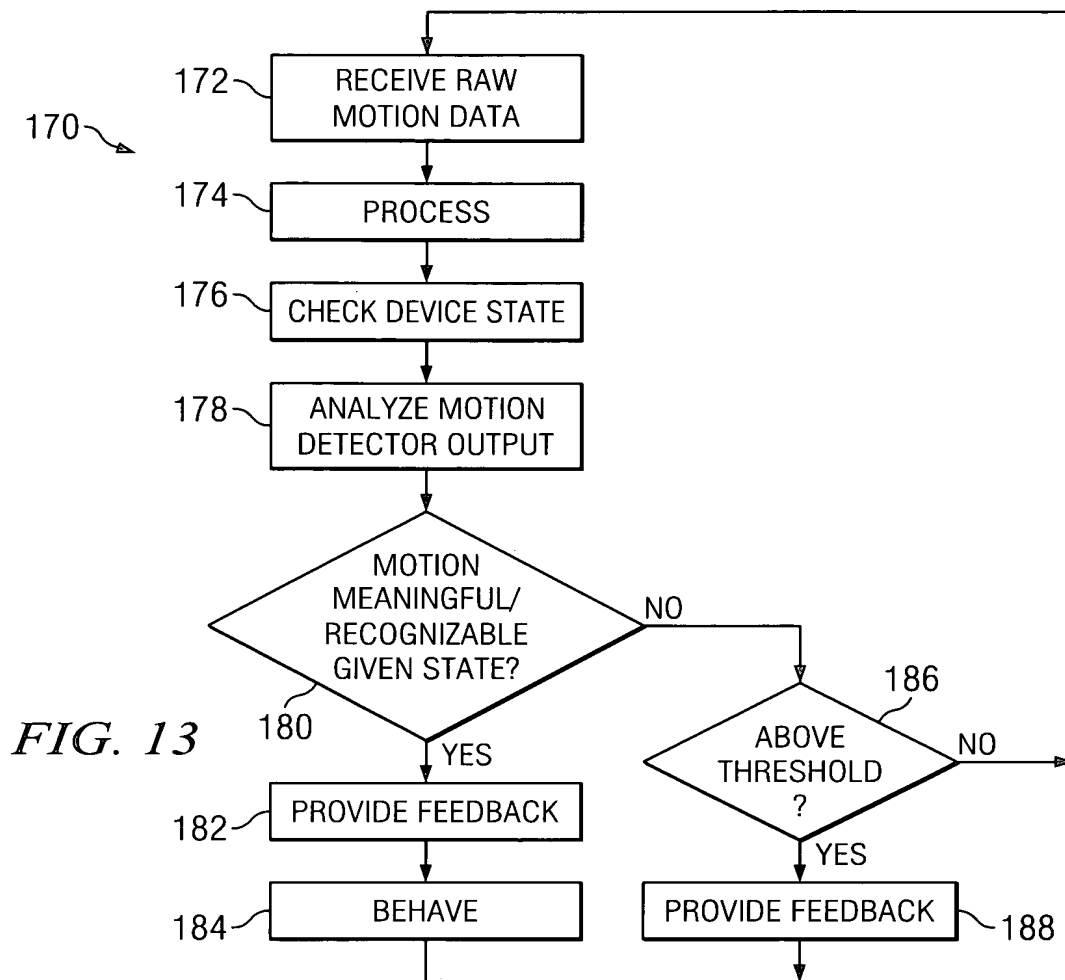 172
RECEIVE RAW
MOTION DATA
170
174
PROCESS
176
CHECK DEVICE STATE
178
ANALYZE MOTION
DETECTOR OUTPUT
MOTION
MEANINGFUL/
RECOGNIZABLE
GIVEN STATE?
NO
180
YES
186
ABOVE
THRESHOLD
?
NO
YES
FIG. 13
182
PROVIDE FEEDBACK
184
BEHAVE
PROVIDE FEEDBACK
188